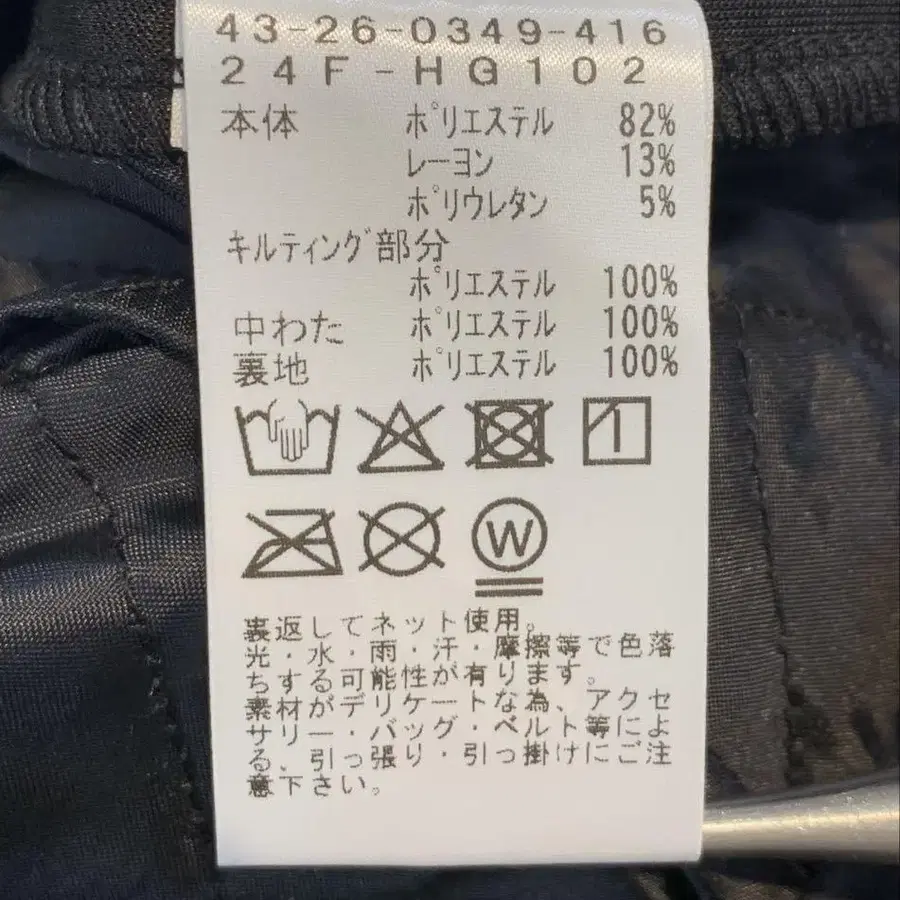 43-26-0349-416
24F-HG102
本体 ポリエステル 82%
レーヨン 13%
ポリウレタン 5%
キルティング部分
ポリエステル 100%
中わた ポリエステル 100%
裏地 ポリエステル 100%
W
裏返してネット使用。
光・水・雨・汗・摩擦等で色落
ちする可能性が有ります。
素材がデリケートな為、アクセ
サリー・バッグ・ベルト等によ
る、引っ張り・引っ掛けにご注
意下さい。